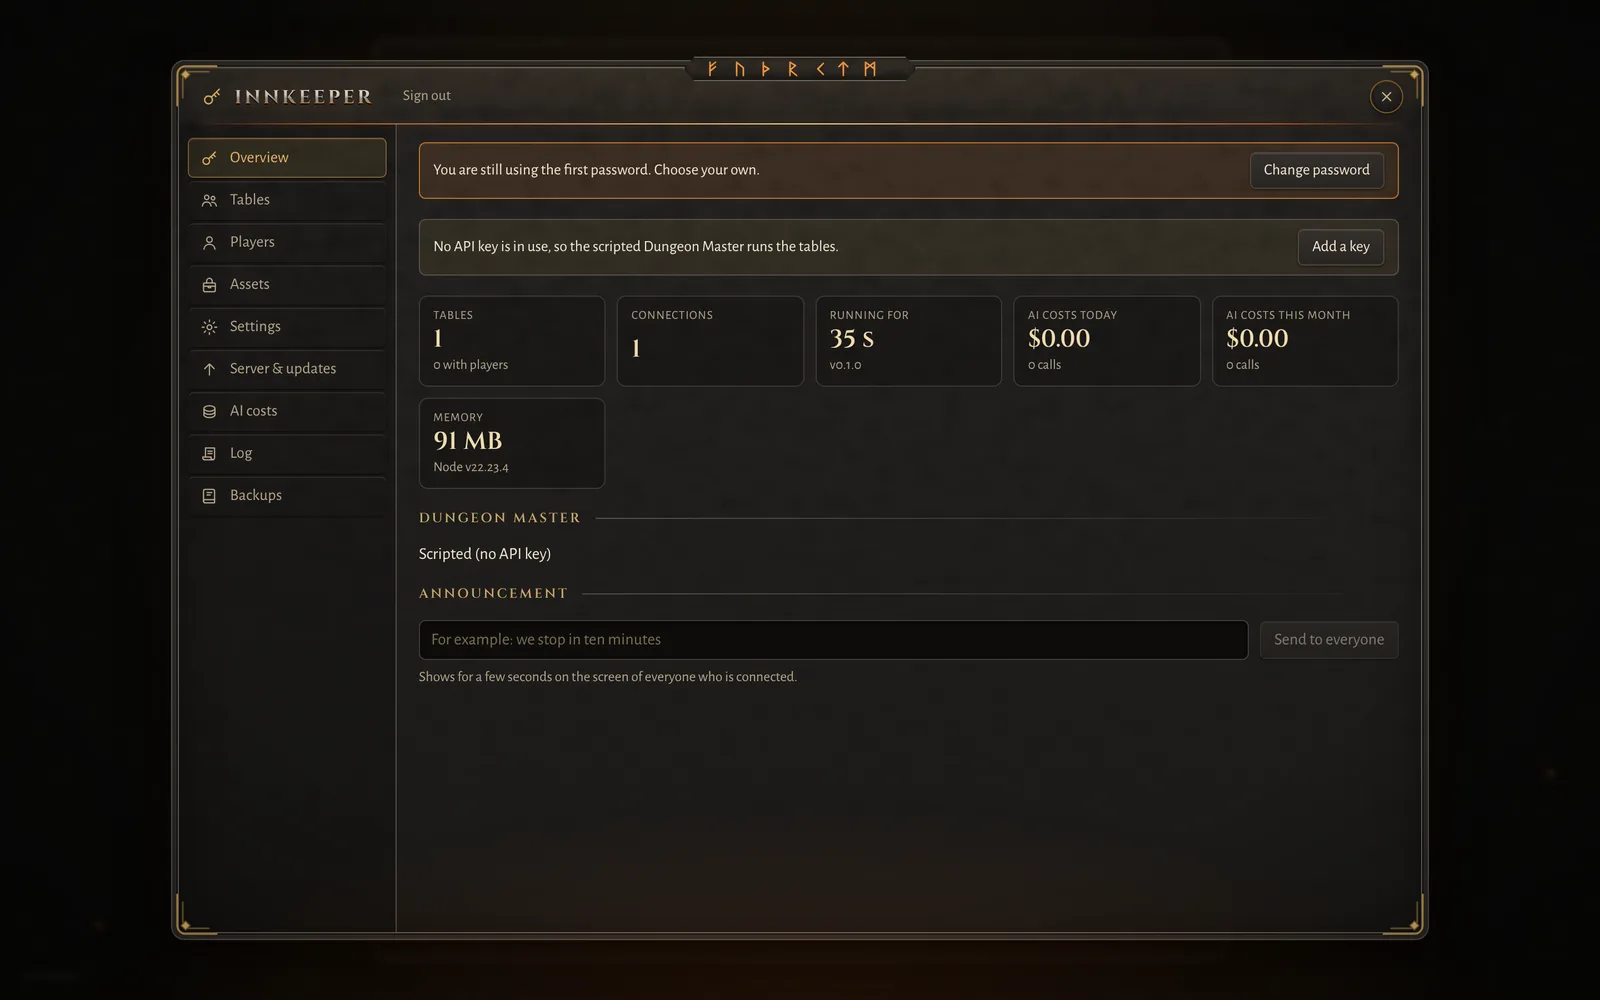 ᚠ ᚢ ᚦ ᚱ ᚲ ᛏ ᛗ
INNKEEPER
Sign out
Overview
Tables
Players
Assets
Settings
Server & updates
AI costs
Log
Backups
You are still using the first password. Choose your own.
Change password
No API key is in use, so the scripted Dungeon Master runs the tables.
Add a key
TABLES
1
0 with players
CONNECTIONS
1
RUNNING FOR
35 s
v0.1.0
AI COSTS TODAY
$0.00
0 calls
AI COSTS THIS MONTH
$0.00
0 calls
MEMORY
91 MB
Node v22.23.4
DUNGEON MASTER
Scripted (no API key)
ANNOUNCEMENT
For example: we stop in ten minutes
Send to everyone
Shows for a few seconds on the screen of everyone who is connected.